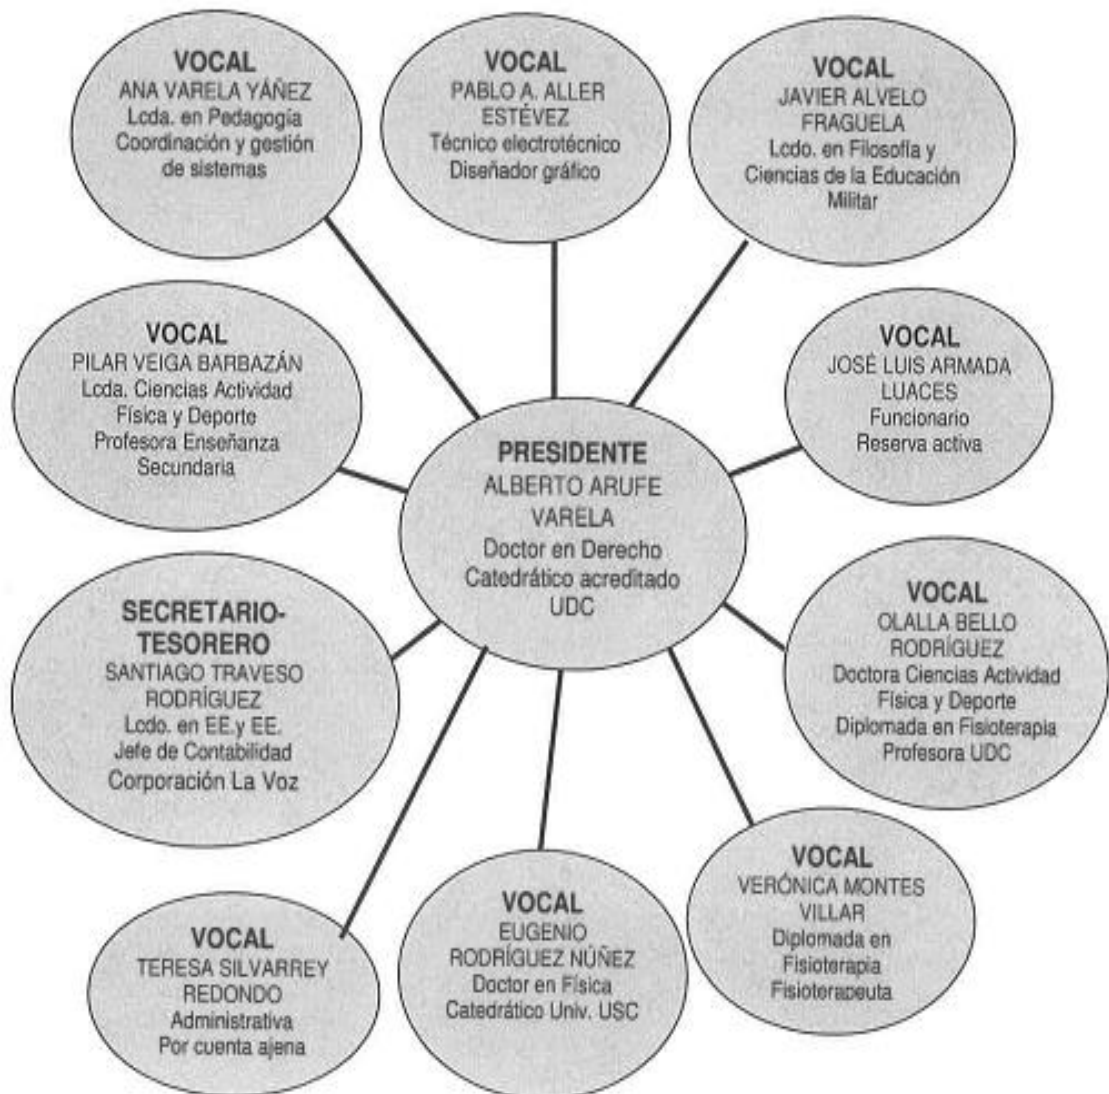 VOCAL
ANA VARELA YÁÑEZ
Lcda. en Pedagogía
Coordinación y gestión
de sistemas
VOCAL
PABLO A. ALLER
ESTÉVEZ
Técnico electrotécnico
Diseñador gráfico
VOCAL
JAVIER ALVELO
FRAGUELA
Lcdo. en Filosofía y
Ciencias de la Educación
Militar
VOCAL
PILAR VEIGA BARBAZÁN
Lcda. Ciencias Actividad
Física y Deporte
Profesora Enseñanza
Secundaria
VOCAL
JOSÉ LUIS ARMADA
LUACES
Funcionario
Reserva activa
PRESIDENTE
ALBERTO ARUFE
VARELA
Doctor en Derecho
Catedrático acreditado
UDC
SECRETARIO-
TESORERO
SANTIAGO TRAVESO
RODRÍGUEZ
Lcdo. en EE.y EE.
Jefe de Contabilidad
Corporación La Voz
VOCAL
OLALLA BELLO
RODRÍGUEZ
Doctora Ciencias Actividad
Física y Deporte
Diplomada en Fisioterapia
Profesora UDC
VOCAL
TERESA SILVARREY
REDONDO
Administrativa
Por cuenta ajena
VOCAL
EUGENIO
RODRÍGUEZ NÚÑEZ
Doctor en Física
Catedrático Univ. USC
VOCAL
VERÓNICA MONTES
VILLAR
Diplomada en
Fisioterapia
Fisioterapeuta